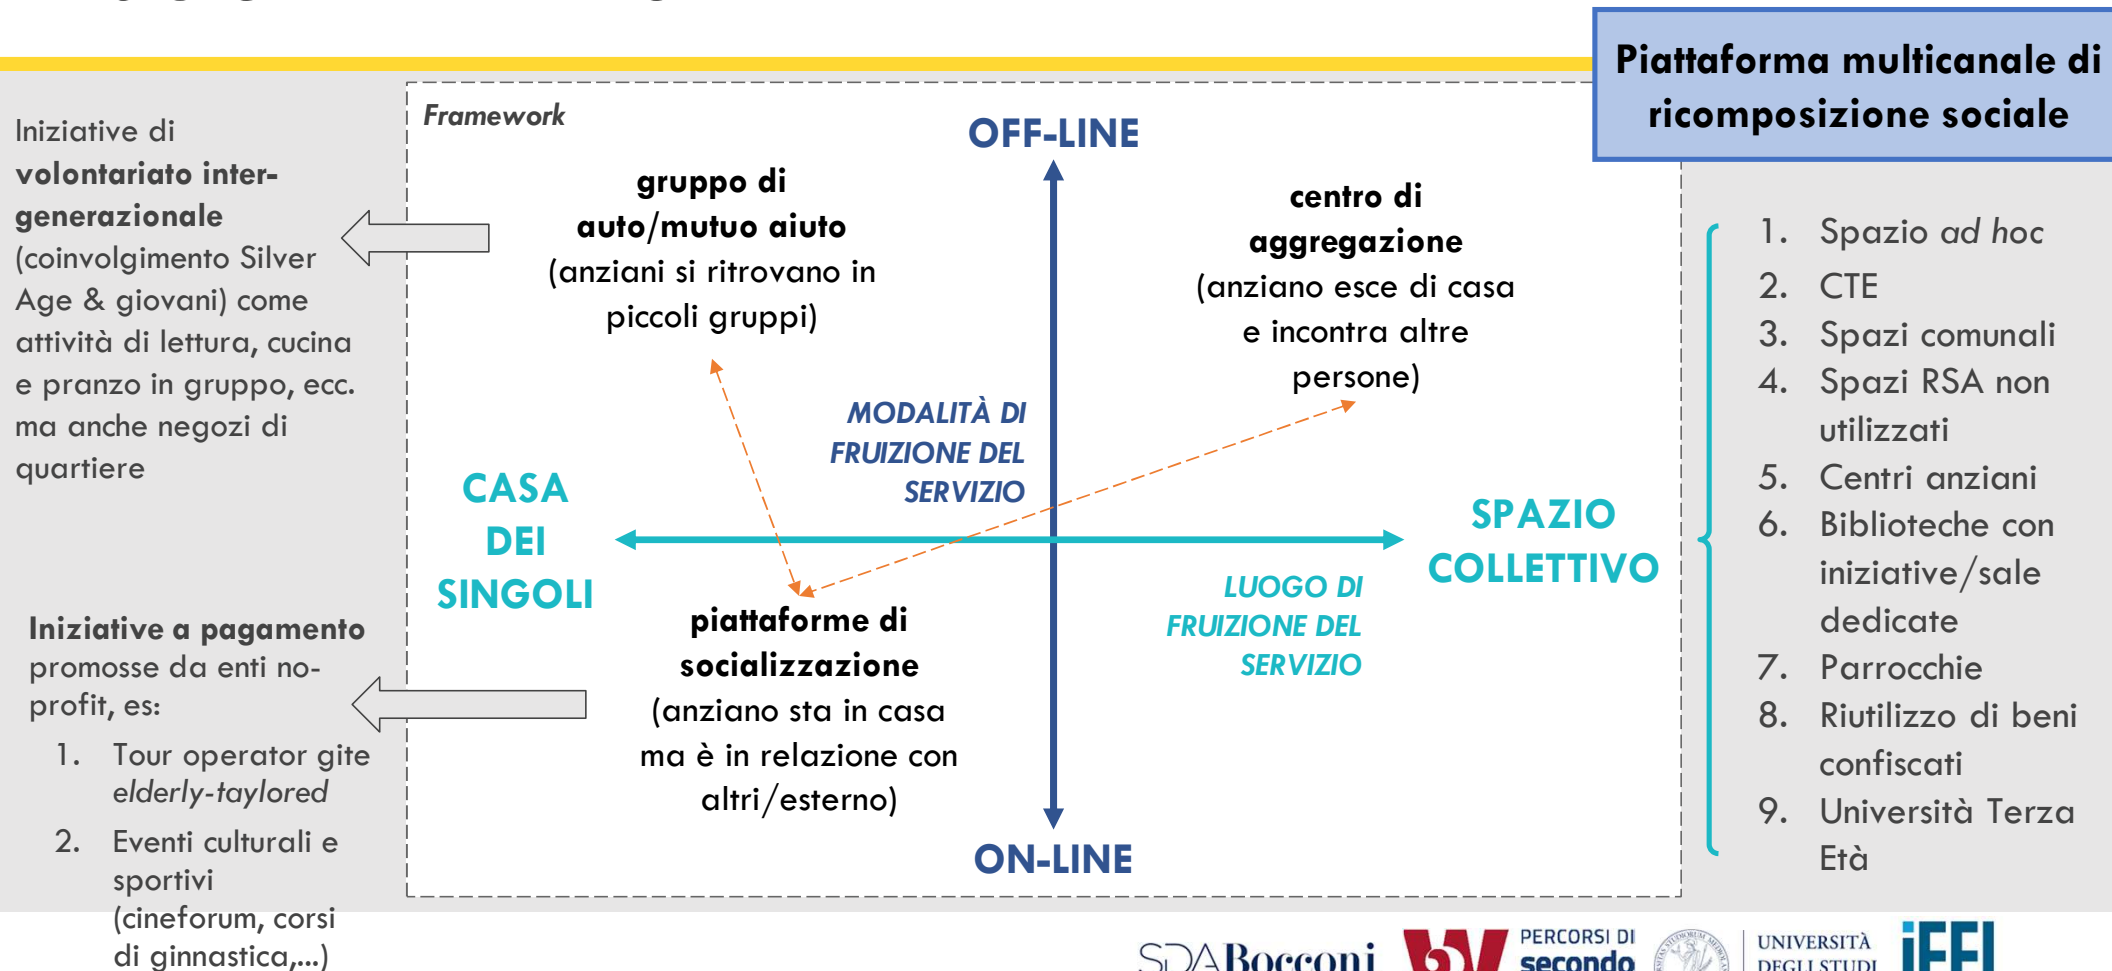 Piattaforma multicanale di
ricomposizione sociale
Iniziative di
volontariato inter-
generazionale
(coinvolgimento Silver
Age & giovani) come
attività di lettura, cucina
e pranzo in gruppo, ecc.
ma anche negozi di
quartiere
Iniziative a pagamento
promosse da enti no-
profit, es:
1. Tour operator gite
elderly-taylored
2. Eventi culturali e
sportivi
(cineforum, corsi
di ginnastica,...)
Framework
OFF-LINE
gruppo di
auto/mutuo aiuto
(anziani si ritrovano in
piccoli gruppi)
centro di
aggregazione
(anziano esce di casa
e incontra altre
persone)
MODALITÀ DI
FRUIZIONE DEL
SERVIZIO
CASA
DEI
SINGOLI
SPAZIO
COLLETTIVO
LUOGO DI
FRUIZIONE DEL
SERVIZIO
piattaforme di
socializzazione
(anziano sta in casa
ma è in relazione con
altri/esterno)
ON-LINE
1. Spazio ad hoc
2. CTE
3. Spazi comunali
4. Spazi RSA non
utilizzati
5. Centri anziani
6. Biblioteche con
iniziative/sale
dedicate
7. Parrocchie
8. Riutilizzo di beni
confiscati
9. Università Terza
Età
SDA Bocconi
PERCORSI DI
secondo
UNIVERSITÀ
DEGLI STUDI